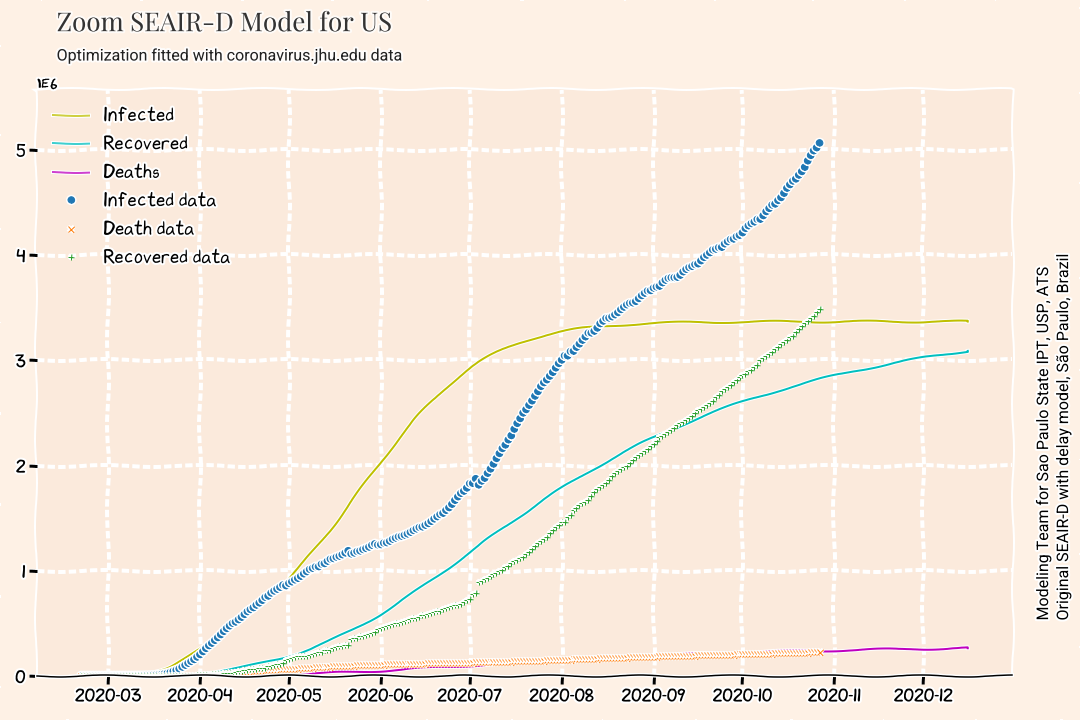 Zoom SEAIR-D Model for US
Optimization fitted with coronavirus.jhu.edu data
1E6
Infected
Recovered
Deaths
Infected data
Death data
Recovered data
5
4
3
2
1
0
2020-03 2020-04 2020-05 2020-06 2020-07 2020-08 2020-09 2020-10 2020-11 2020-12
Modeling Team for Sao Paulo State IPT, USP, ATS
Original SEAIR-D with delay model, São Paulo, Brazil